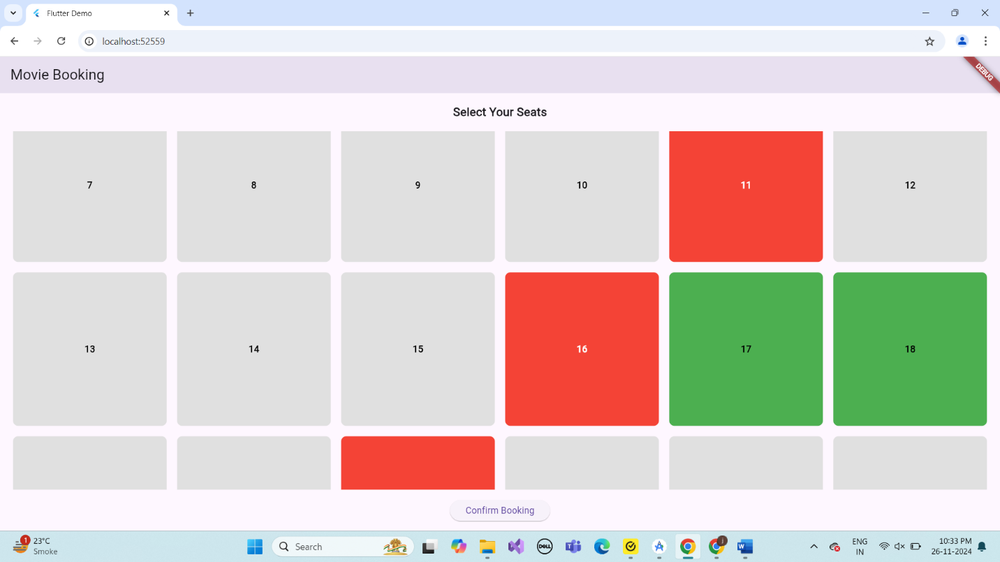 Flutter Demo
localhost:52559
Movie Booking
DEBUG
Select Your Seats
7 8 9 10 11 12
13 14 15 16 17 18
Confirm Booking
1
23°C
Smoke
Search
DELL
T
W
j
ENG
IN
10:33 PM
26-11-2024